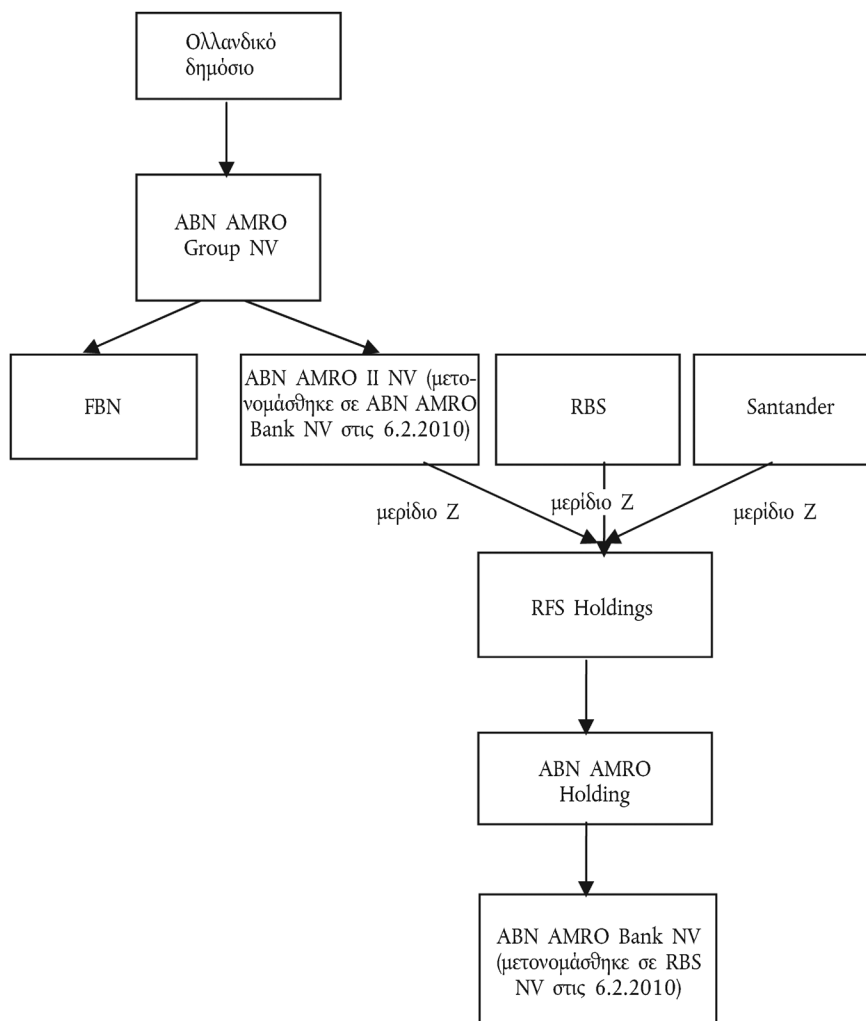 Ολλανδικό
δημόσιο
ABN AMRO
Group NV
FBN
ABN AMRO II NV (μετο-
νομάσθηκε σε ABN AMRO
Bank NV στις 6.2.2010)
RBS
Santander
μερίδιο Z
μερίδιο Z
μερίδιο Z
RFS Holdings
ABN AMRO
Holding
ABN AMRO Bank NV
(μετονομάσθηκε σε RBS
NV στις 6.2.2010)